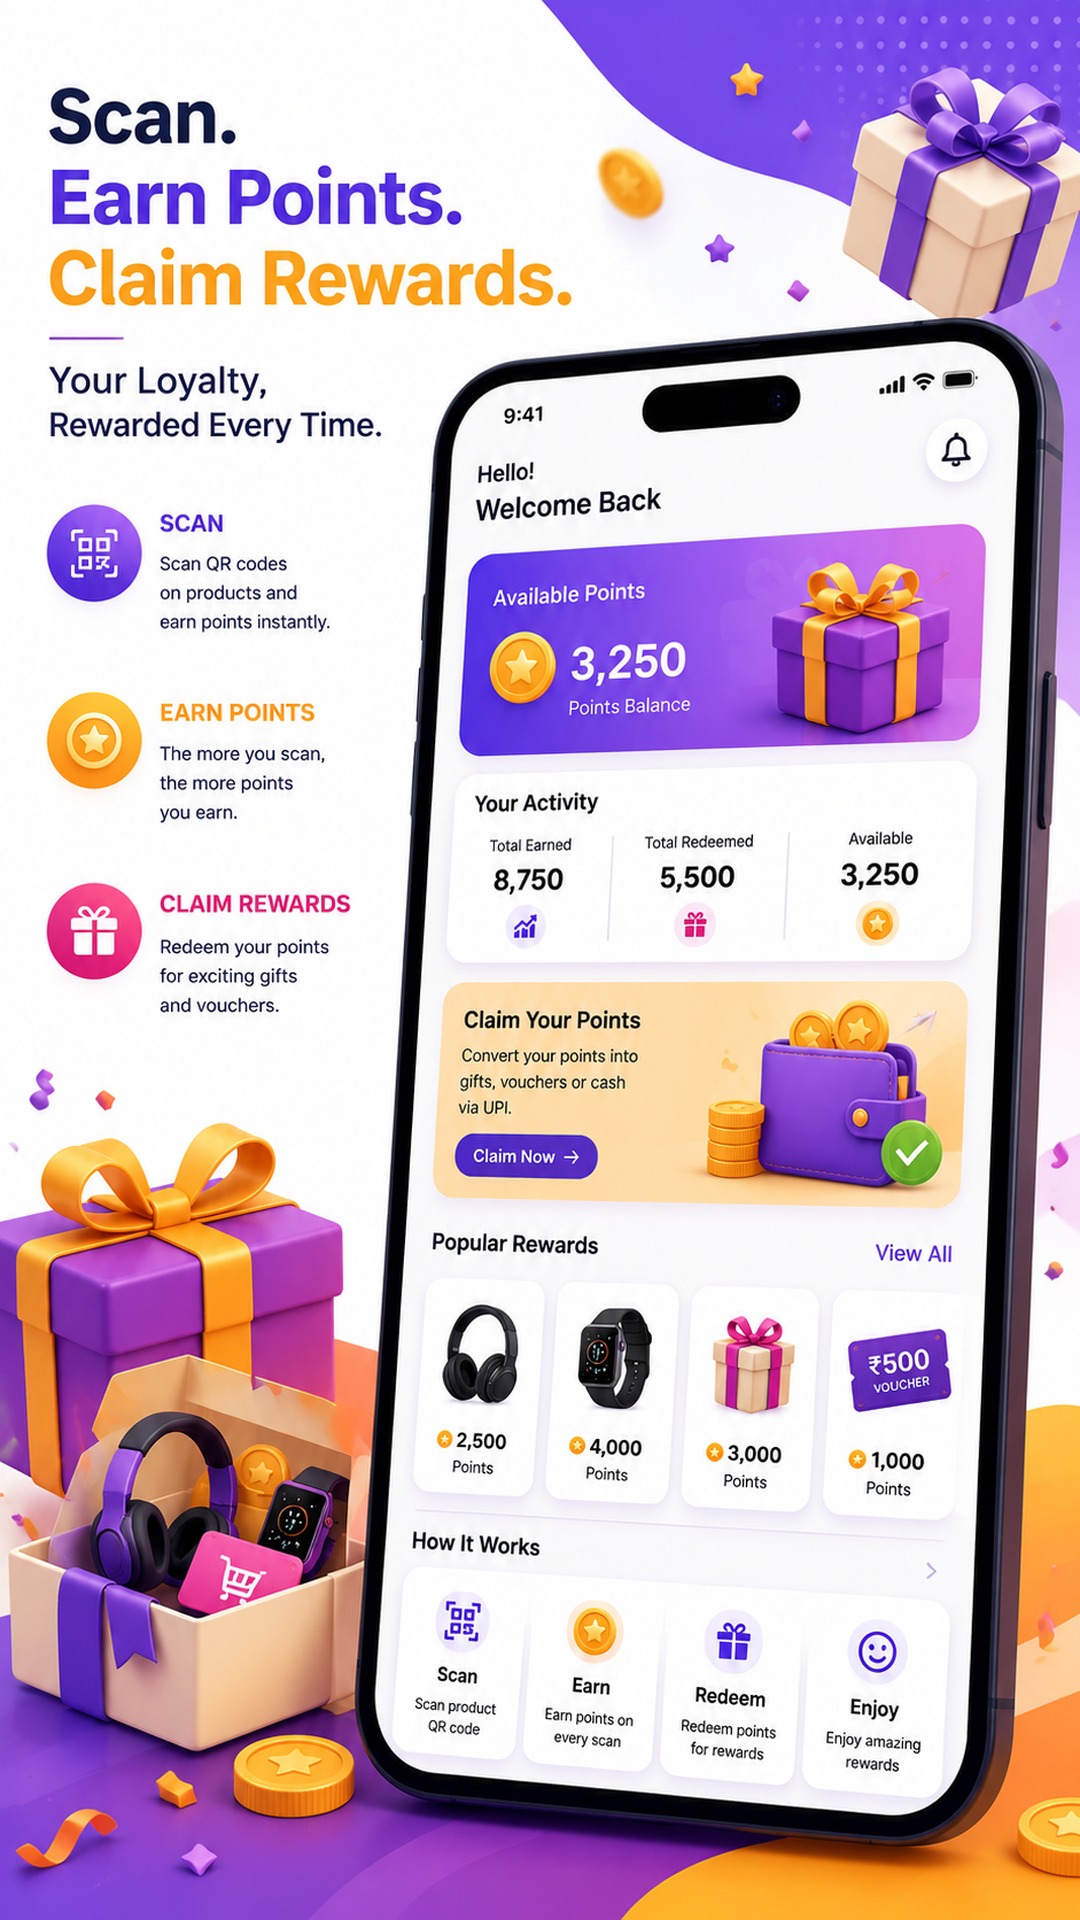 Scan.
Earn Points.
Claim Rewards.
Your Loyalty,
Rewarded Every Time.
SCAN
Scan QR codes
on products and
earn points instantly.
EARN POINTS
The more you scan,
the more points
you earn.
CLAIM REWARDS
Redeem your points
for exciting gifts
and vouchers.
9:41
Hello!
Welcome Back
Available Points
3,250
Points Balance
Your Activity
Total Earned
8,750
Total Redeemed
5,500
Available
3,250
Claim Your Points
Convert your points into
gifts, vouchers or cash
via UPI.
Claim Now →
Popular Rewards
View All
2,500
Points
4,000
Points
3,000
Points
₹500
VOUCHER
1,000
Points
How It Works
Scan
Scan product
QR code
Earn
Earn points on
every scan
Redeem
Redeem points
for rewards
Enjoy
Enjoy amazing
rewards